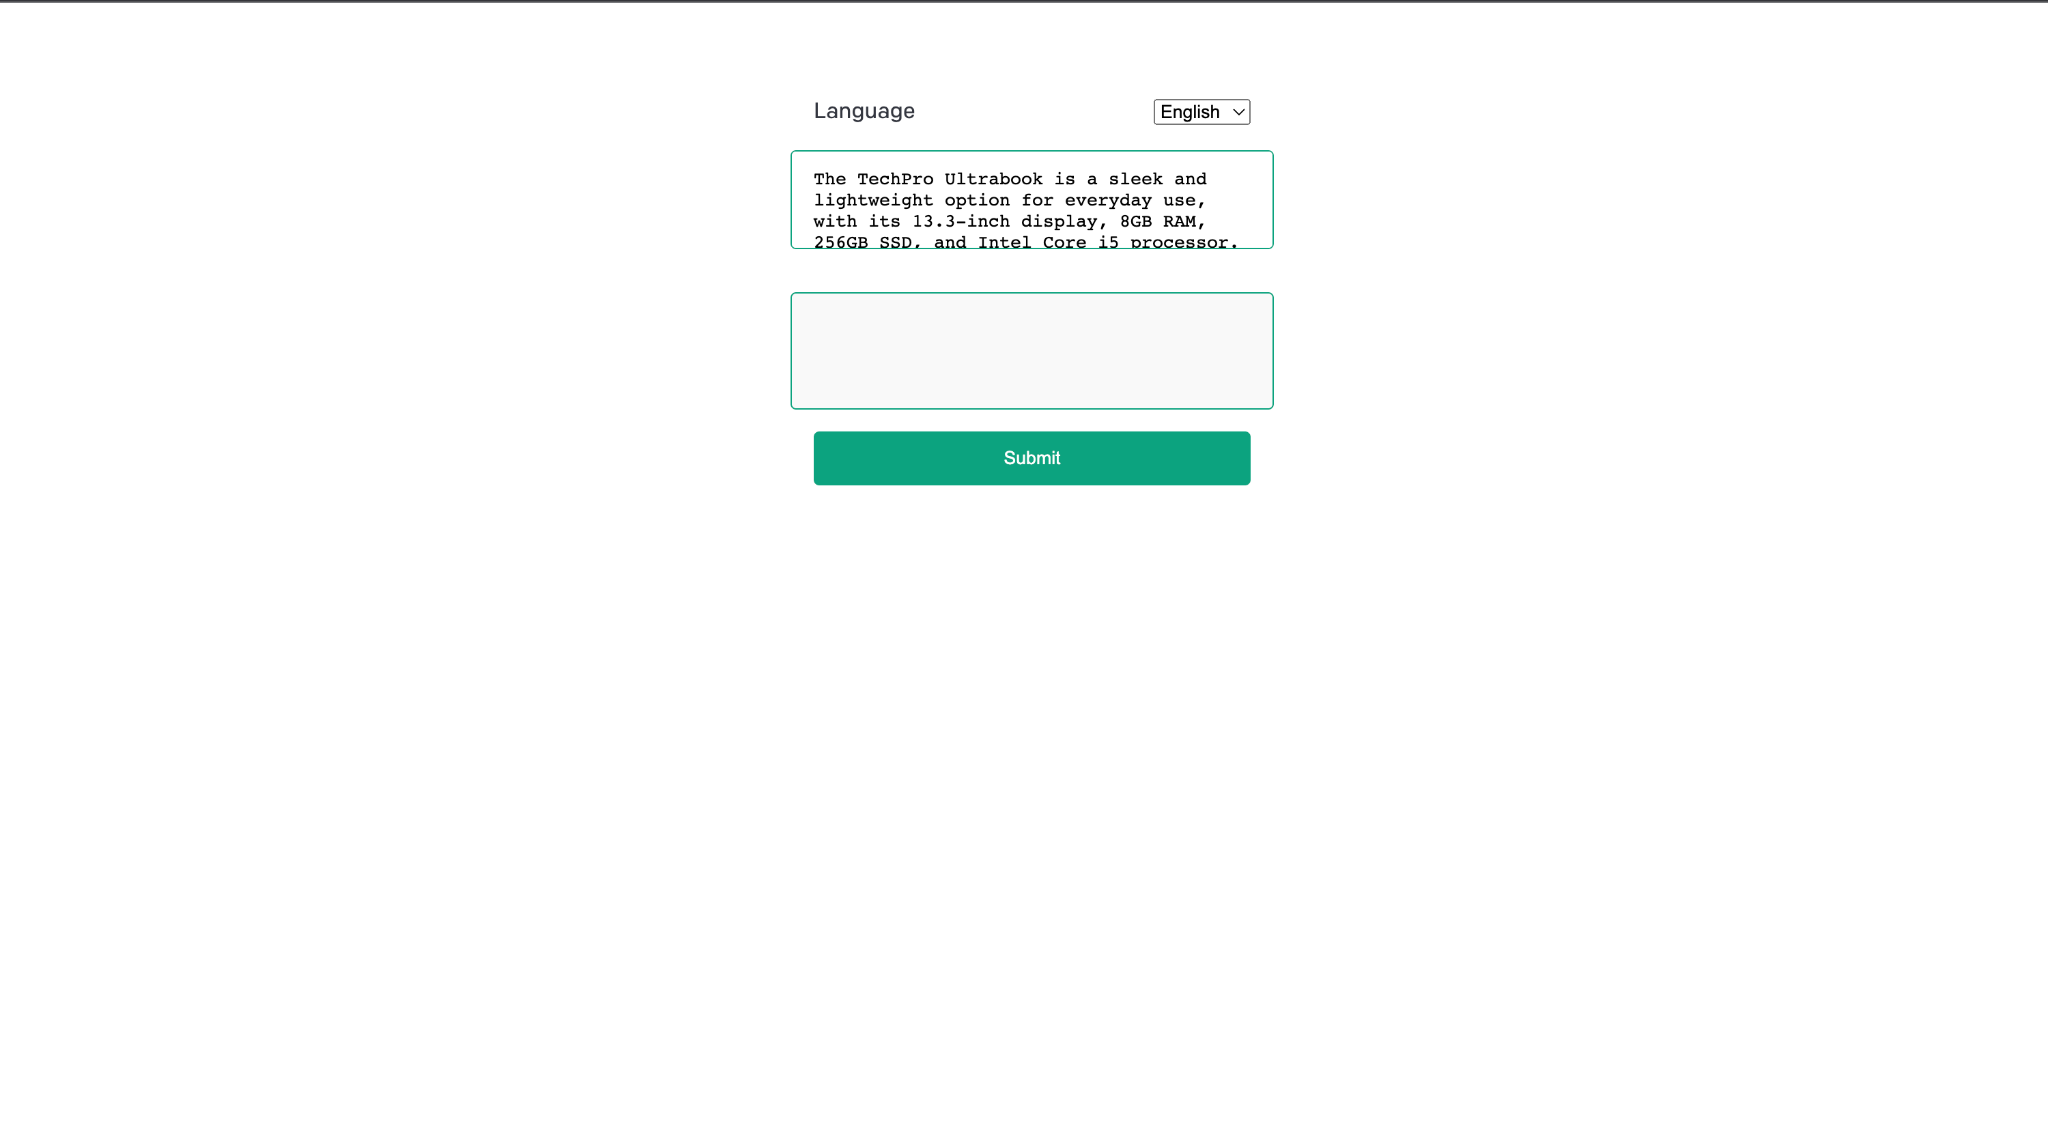 Language
English
The TechPro Ultrabook is a sleek and
lightweight option for everyday use,
with its 13.3-inch display, 8GB RAM,
256GB SSD, and Intel Core i5 processor.
Submit